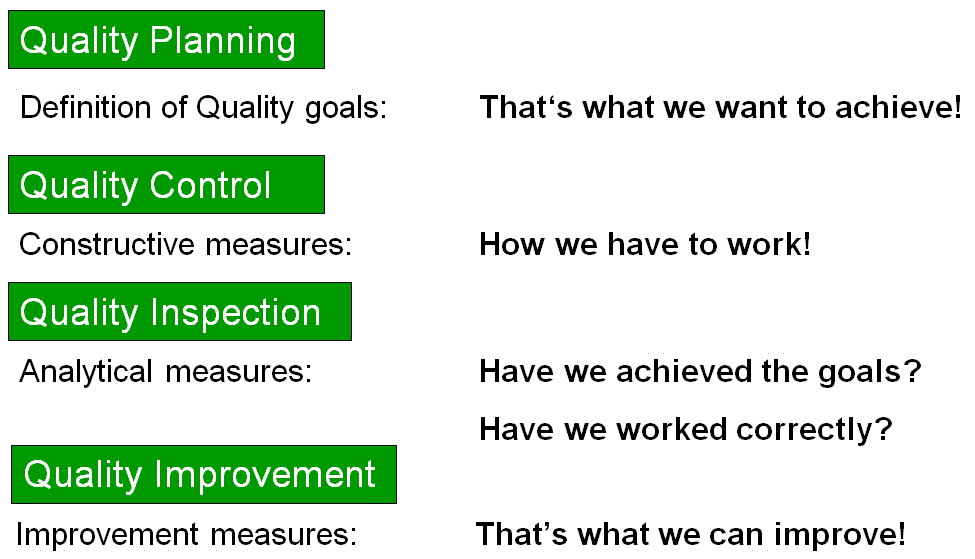 Quality Planning
Definition of Quality goals: That‘s what we want to achieve!
Quality Control
Constructive measures: How we have to work!
Quality Inspection
Analytical measures: Have we achieved the goals?
Have we worked correctly?
Quality Improvement
Improvement measures: That’s what we can improve!